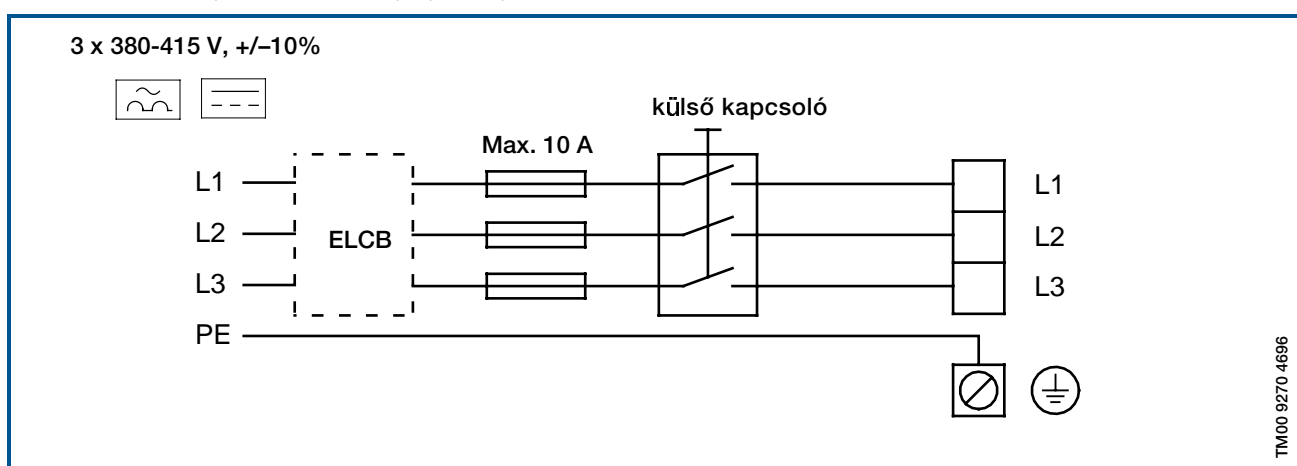 3 x 380-415 V, +/–10%
külső kapcsoló
Max. 10 A
L1
L1
L2
ELCB
L2
L3
L3
PE
TM00 9270 4696